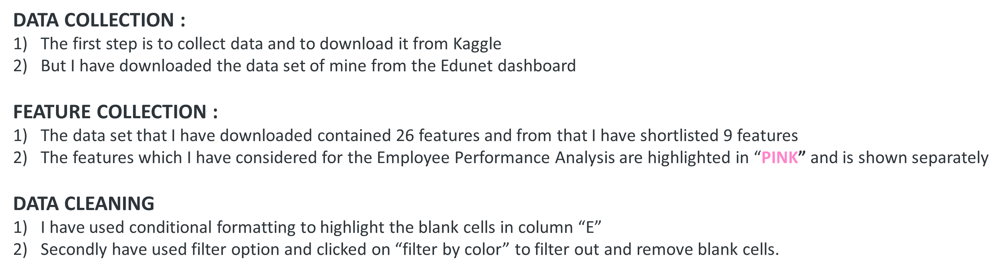 DATA COLLECTION :
1) The first step is to collect data and to download it from Kaggle
2) But I have downloaded the data set of mine from the Edunet dashboard
FEATURE COLLECTION :
1) The data set that I have downloaded contained 26 features and from that I have shortlisted 9 features
2) The features which I have considered for the Employee Performance Analysis are highlighted in “PINK” and is shown separately
DATA CLEANING
1) I have used conditional formatting to highlight the blank cells in column “E”
2) Secondly have used filter option and clicked on “filter by color” to filter out and remove blank cells.